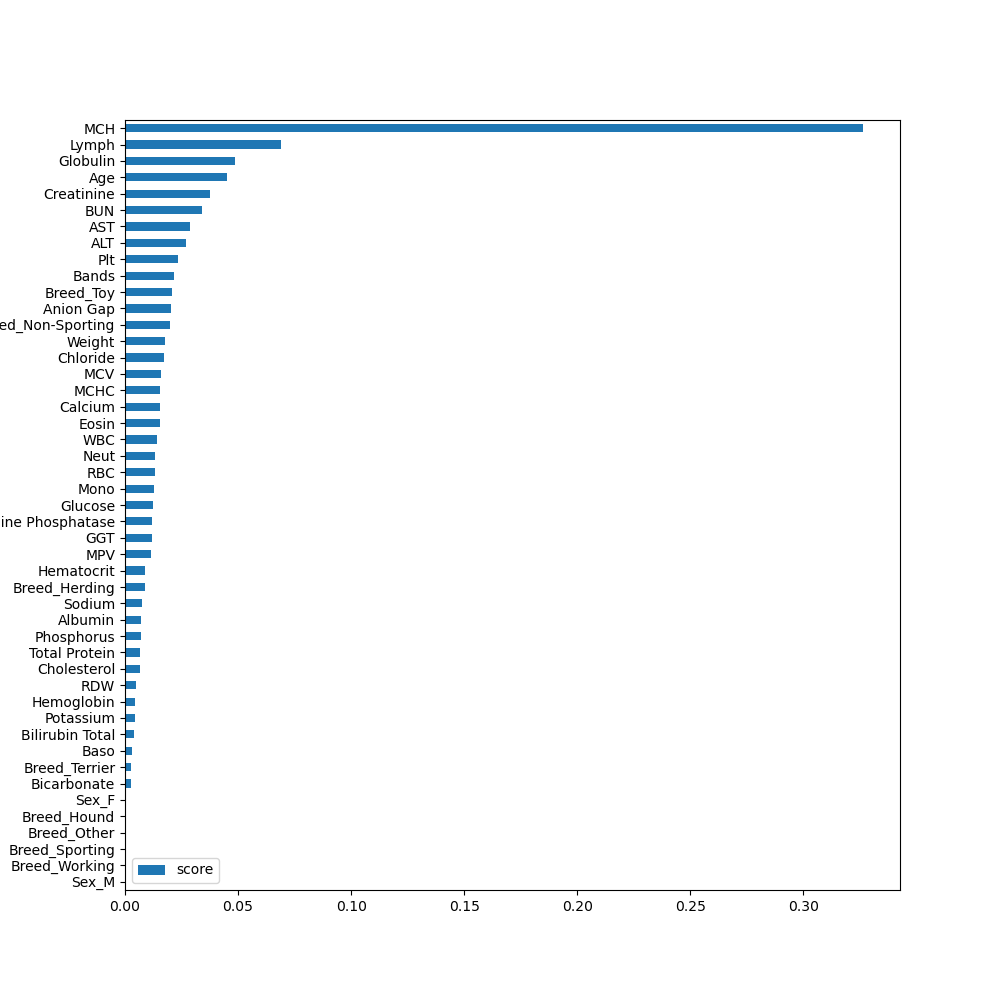 MCH
Lymph
Globulin
Age
Creatinine
BUN
AST
ALT
Plt
Bands
Breed_Toy
Anion Gap
ed_Non-Sporting
Weight
Chloride
MCV
MCHC
Calcium
Eosin
WBC
Neut
RBC
Mono
Glucose
ine Phosphatase
GGT
MPV
Hematocrit
Breed_Herding
Sodium
Albumin
Phosphorus
Total Protein
Cholesterol
RDW
Hemoglobin
Potassium
Bilirubin Total
Baso
Breed_Terrier
Bicarbonate
Sex_F
Breed_Hound
Breed_Other
Breed_Sporting
Breed_Working
Sex_M
score
0.00 0.05 0.10 0.15 0.20 0.25 0.30